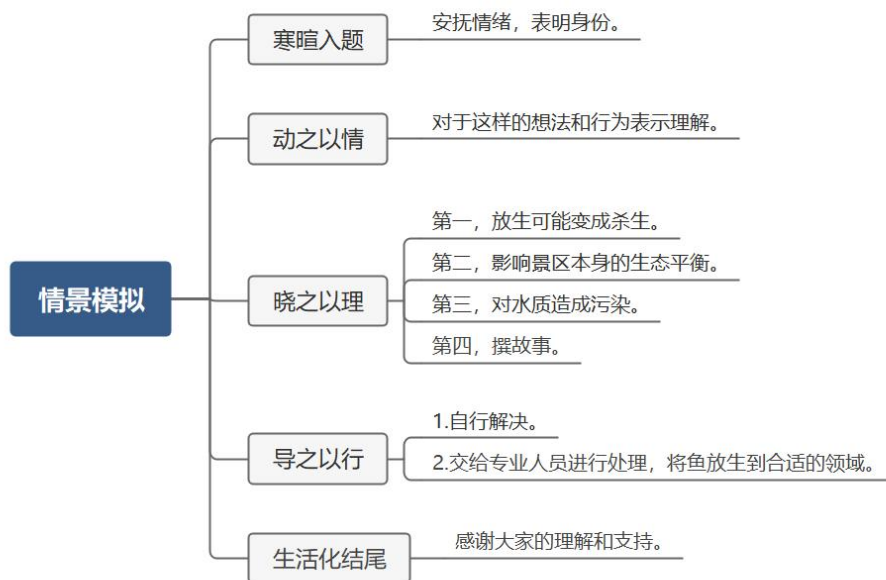 情景模拟
寒暄入题
安抚情绪，表明身份。
动之以情
对于这样的想法和行为表示理解。
晓之以理
第一，放生可能变成杀生。
第二，影响景区本身的生态平衡。
第三，对水质造成污染。
第四，撰故事。
导之以行
1.自行解决。
2.交给专业人员进行处理，将鱼放生到合适的领域。
生活化结尾
感谢大家的理解和支持。